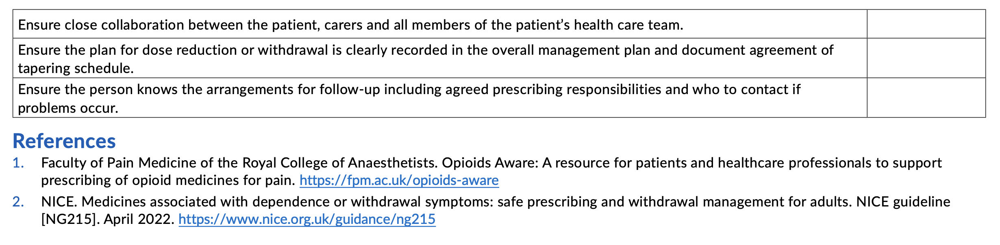 Ensure close collaboration between the patient, carers and all members of the patient’s health care team.
Ensure the plan for dose reduction or withdrawal is clearly recorded in the overall management plan and document agreement of
tapering schedule.
Ensure the person knows the arrangements for follow-up including agreed prescribing responsibilities and who to contact if
problems occur.
References
1. Faculty of Pain Medicine of the Royal College of Anaesthetists. Opioids Aware: A resource for patients and healthcare professionals to support
prescribing of opioid medicines for pain. https://fpm.ac.uk/opioids-aware
2. NICE. Medicines associated with dependence or withdrawal symptoms: safe prescribing and withdrawal management for adults. NICE guideline
[NG215]. April 2022. https://www.nice.org.uk/guidance/ng215